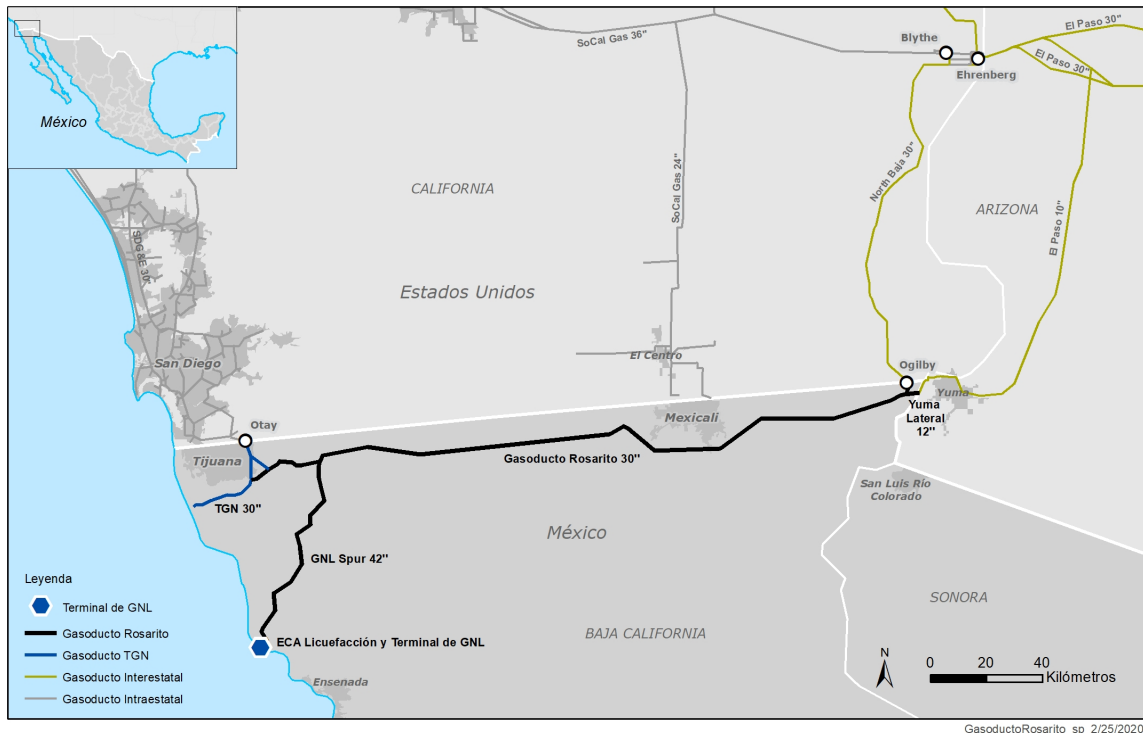 México
SoCal Gas 36"
Blythe
Ehrenberg
El Paso 30"
El Paso 30"
CALIFORNIA
SoCal Gas 24"
North Baja 30"
ARIZONA
El Paso 10"
SDG&E 30"
Estados Unidos
San Diego
El Centro
Ogilby
Yuma
Yuma
Lateral
12"
Otay
Mexicali
Tijuana
Gasoducto Rosarito 30"
San Luis Río
Colorado
TGN 30"
México
GNL Spur 42"
Leyenda
Terminal de GNL
Gasoducto Rosarito
Gasoducto TGN
Gasoducto Interestatal
Gasoducto Intraestatal
ECA Licuefacción y Terminal de GNL
BAJA CALIFORNIA
SONORA
Ensenada
N
0 20 40
Kilómetros
GasoductoRosarito_sp_2/25/2020